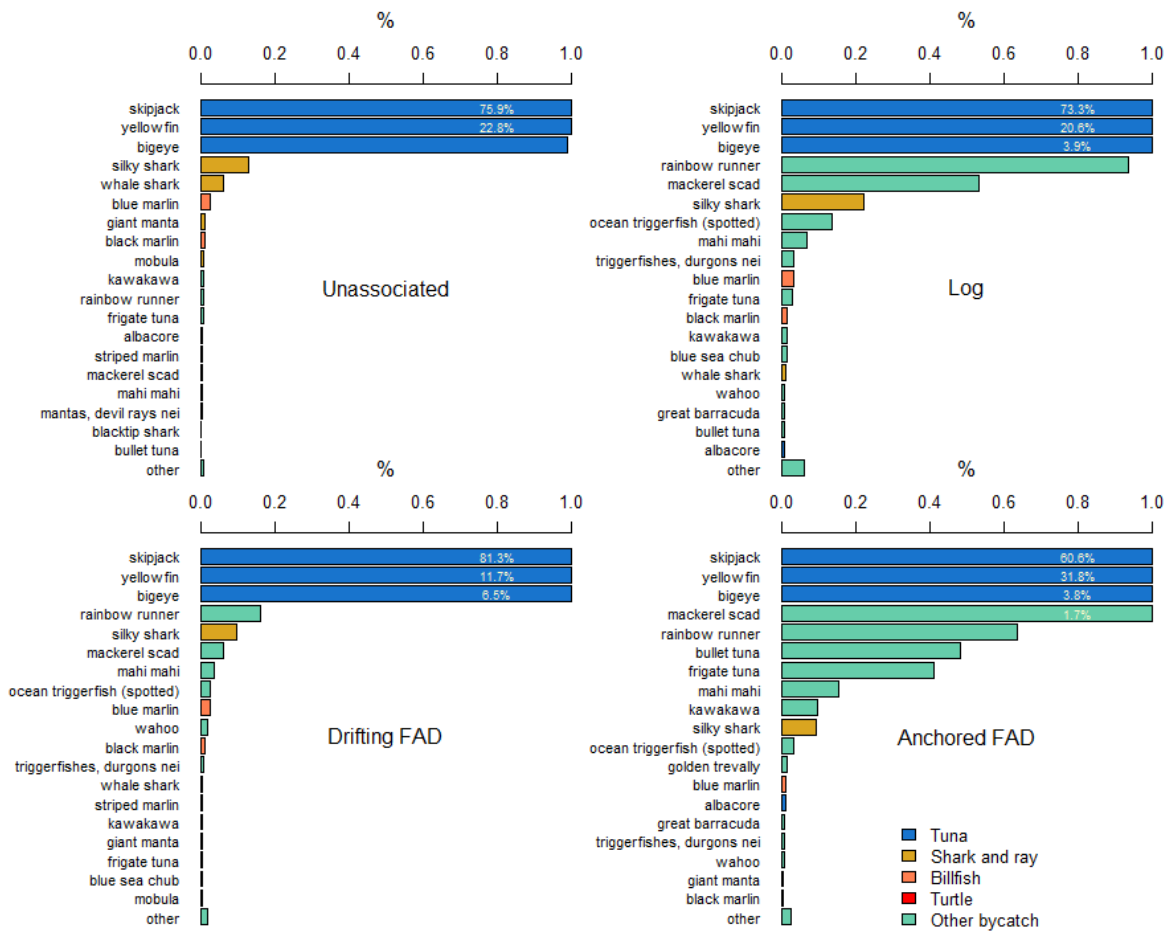 %
0.0 0.2 0.4 0.6 0.8 1.0
skipjack 75.9%
yellowfin 22.8%
bigeye
silky shark
whale shark
blue marlin
giant manta
black marlin
mobula
kawakawa
rainbow runner
frigate tuna
albacore
striped marlin
mackerel scad
mahi mahi
mantas, devil rays nei
blacktip shark
bullet tuna
other
Unassociated
%
0.0 0.2 0.4 0.6 0.8 1.0
skipjack 73.3%
yellowfin 20.6%
bigeye 3.9%
rainbow runner
mackerel scad
silky shark
ocean triggerfish (spotted)
mahi mahi
triggerfishes, durgons nei
blue marlin
frigate tuna
black marlin
kawakawa
blue sea chub
whale shark
wahoo
great barracuda
bullet tuna
albacore
other
Log
%
0.0 0.2 0.4 0.6 0.8 1.0
skipjack 81.3%
yellowfin 11.7%
bigeye 6.5%
rainbow runner
silky shark
mackerel scad
mahi mahi
ocean triggerfish (spotted)
blue marlin
wahoo
black marlin
triggerfishes, durgons nei
whale shark
striped marlin
kawakawa
giant manta
frigate tuna
blue sea chub
mobula
other
Drifting FAD
%
0.0 0.2 0.4 0.6 0.8 1.0
skipjack 60.6%
yellowfin 31.8%
bigeye 3.8%
mackerel scad 1.7%
rainbow runner
bullet tuna
frigate tuna
mahi mahi
kawakawa
silky shark
ocean triggerfish (spotted)
golden trevally
blue marlin
albacore
great barracuda
triggerfishes, durgons nei
wahoo
giant manta
black marlin
other
Anchored FAD
Tuna
Shark and ray
Billfish
Turtle
Other bycatch